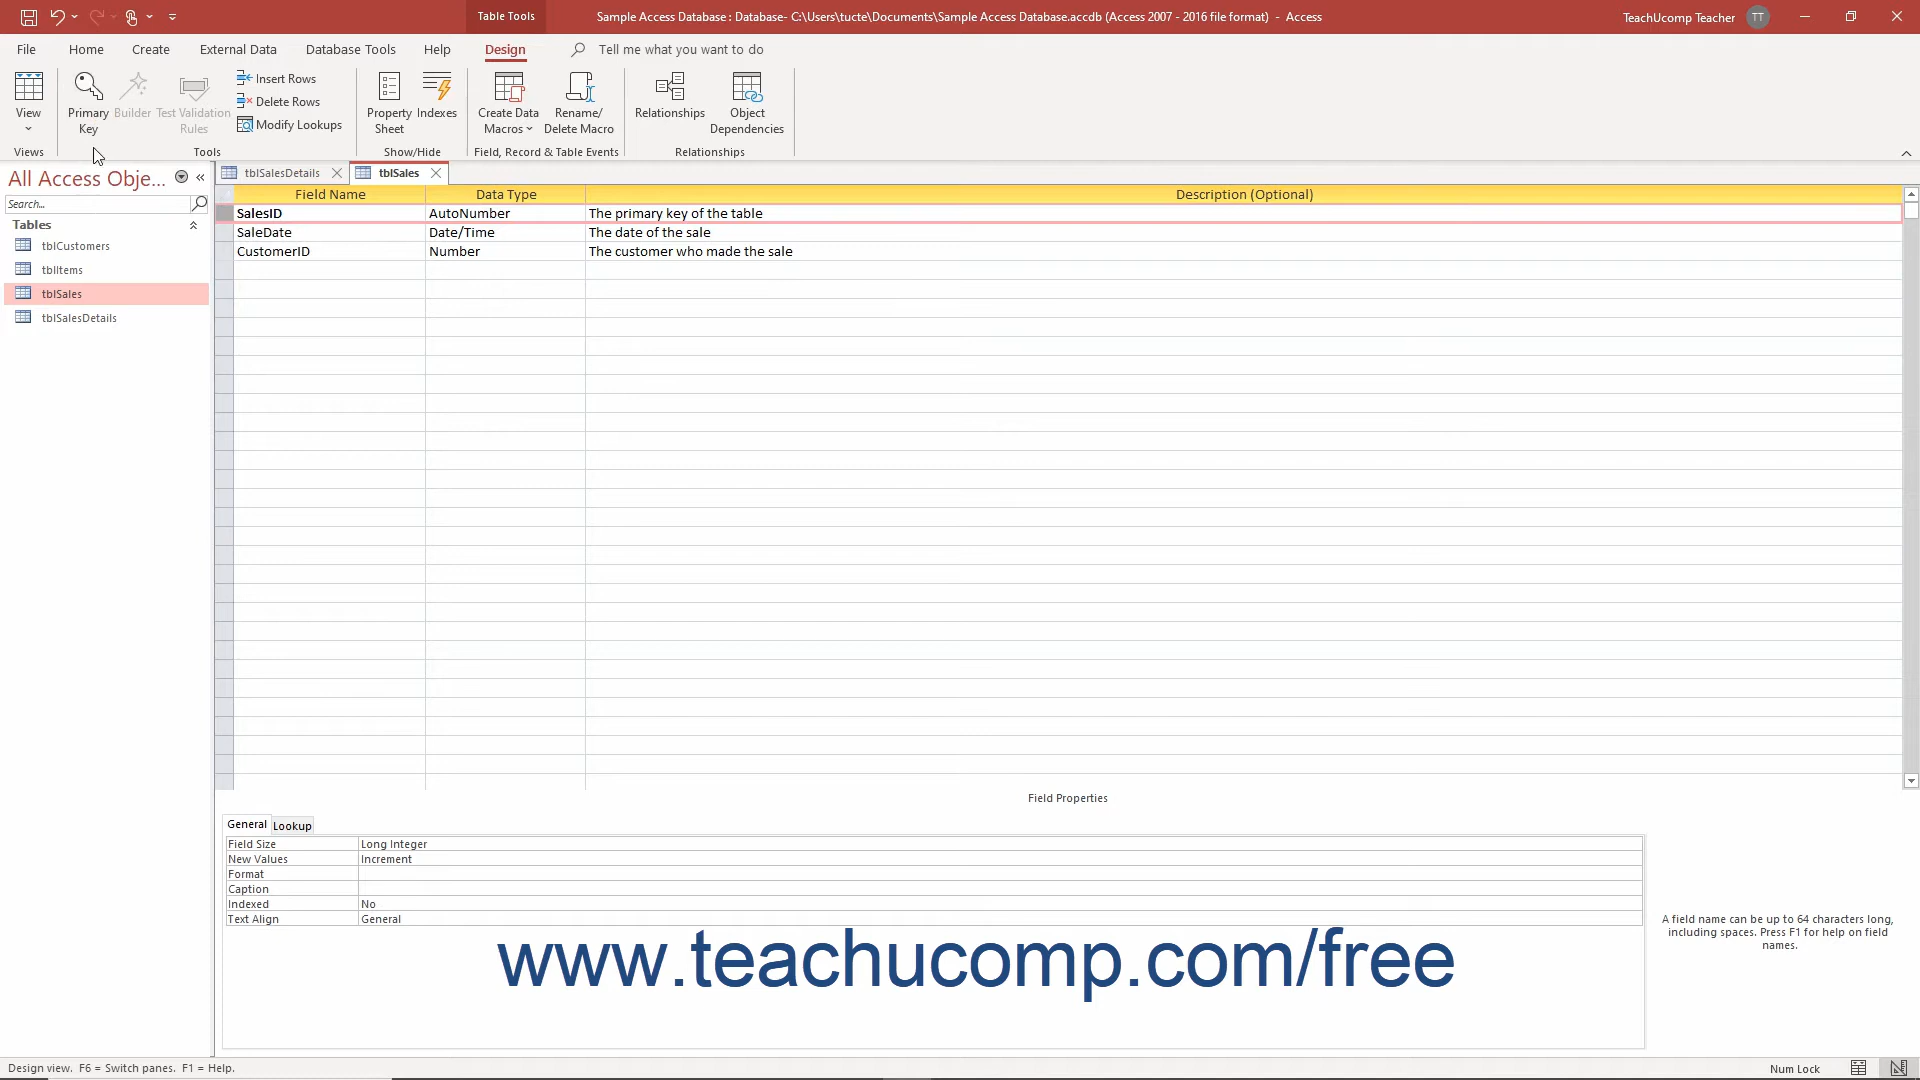 Table Tools
Sample Access Database : Database- C:\Users\tucte\Documents\Sample Access Database.accdb (Access 2007 - 2016 file format) - Access
TeachUcomp Teacher TT
File Home Create External Data Database Tools Help Design Tell me what you want to do
View
Primary Key
Builder
Test Validation Rules
Insert Rows
Delete Rows
Modify Lookups
Property Sheet
Indexes
Create Data Macros
Rename/ Delete Macro
Relationships
Object Dependencies
Views
Tools
Show/Hide
Field, Record & Table Events
Relationships
All Access Obje...
Search...
Tables
tblCustomers
tblItems
tblSales
tblSalesDetails
tblSalesDetails tblSales
Field Name Data Type Description (Optional)
SalesID AutoNumber The primary key of the table
SaleDate Date/Time The date of the sale
CustomerID Number The customer who made the sale
Field Properties
General Lookup
Field Size Long Integer
New Values Increment
Format
Caption
Indexed No
Text Align General
A field name can be up to 64 characters long,
including spaces. Press F1 for help on field
names.
www.teachucomp.com/free
Design view. F6 = Switch panes. F1 = Help.
Num Lock